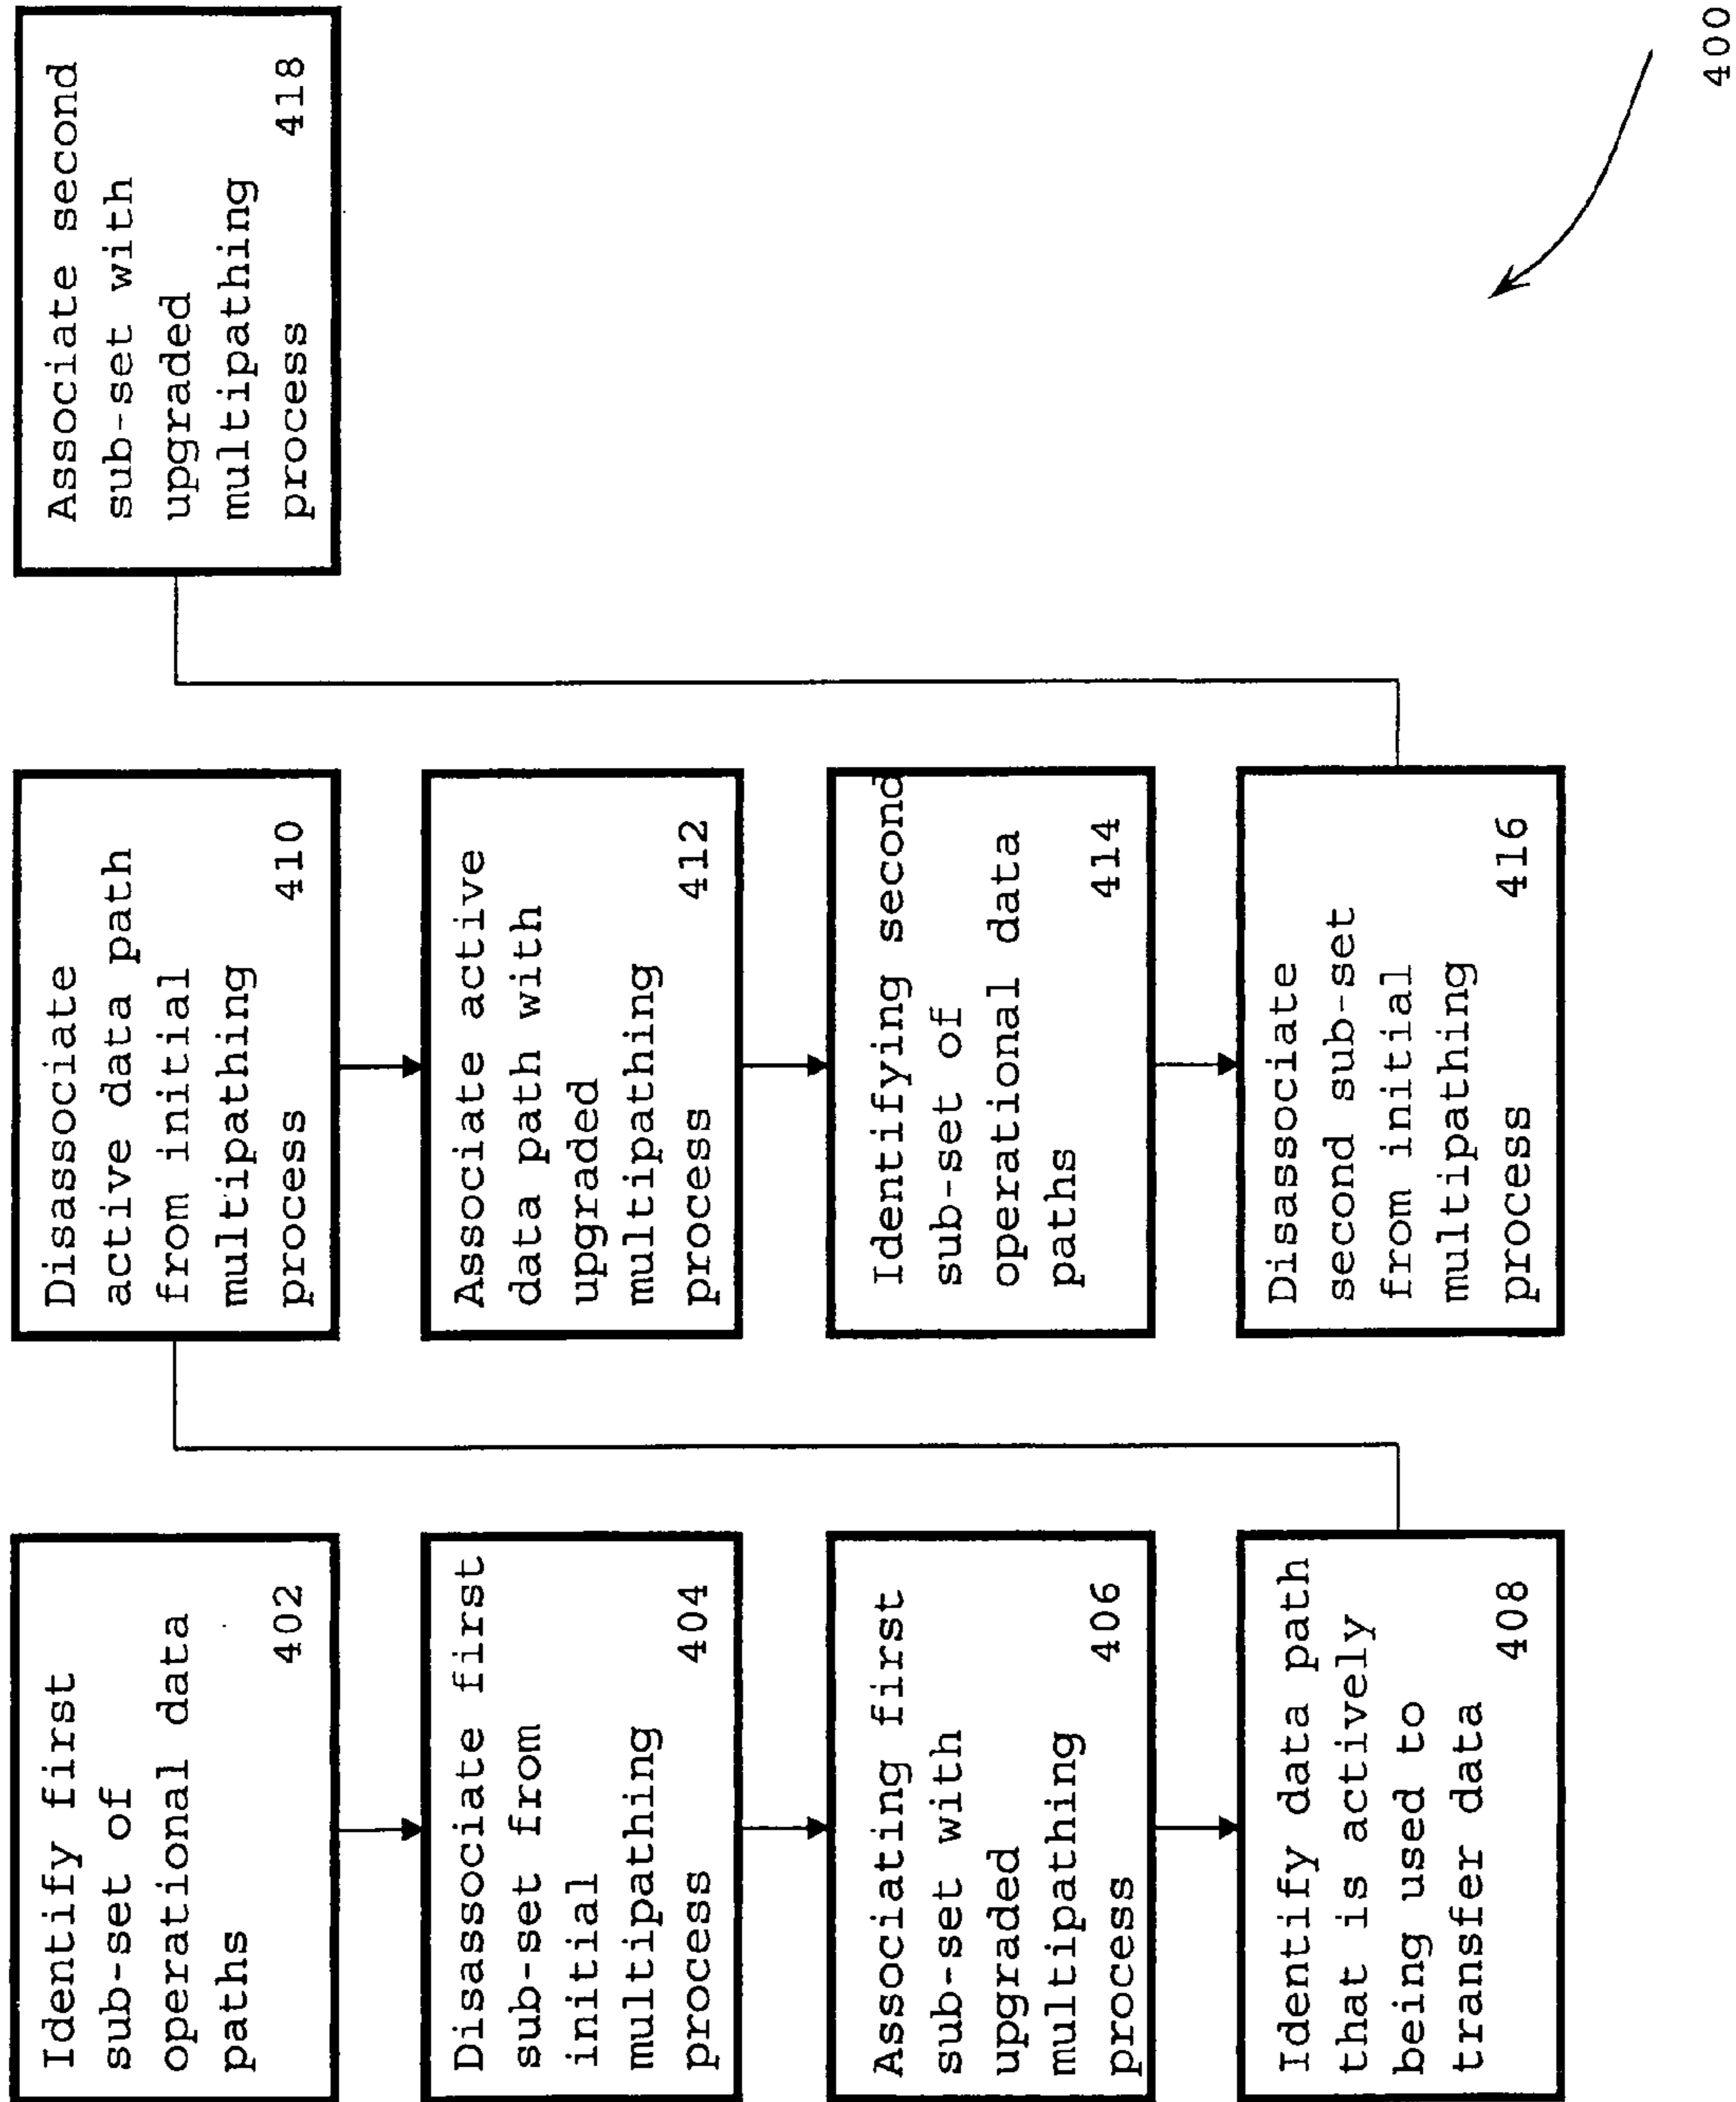 Identify first
sub-set of
operational data
paths
402
Disassociate first
sub-set from
initial
multipathing
process
404
Associating first
sub-set with
upgraded
multipathing
process
406
Identify data path
that is actively
being used to
transfer data
408
Disassociate
active data path
from initial
multipathing
process
410
Associate active
data path with
upgraded
multipathing
process
412
Identifying second
sub-set of
operational data
paths
414
Disassociate
second sub-set
from initial
multipathing
process
416
Associate second
sub-set with
upgraded
multipathing
process
418
400